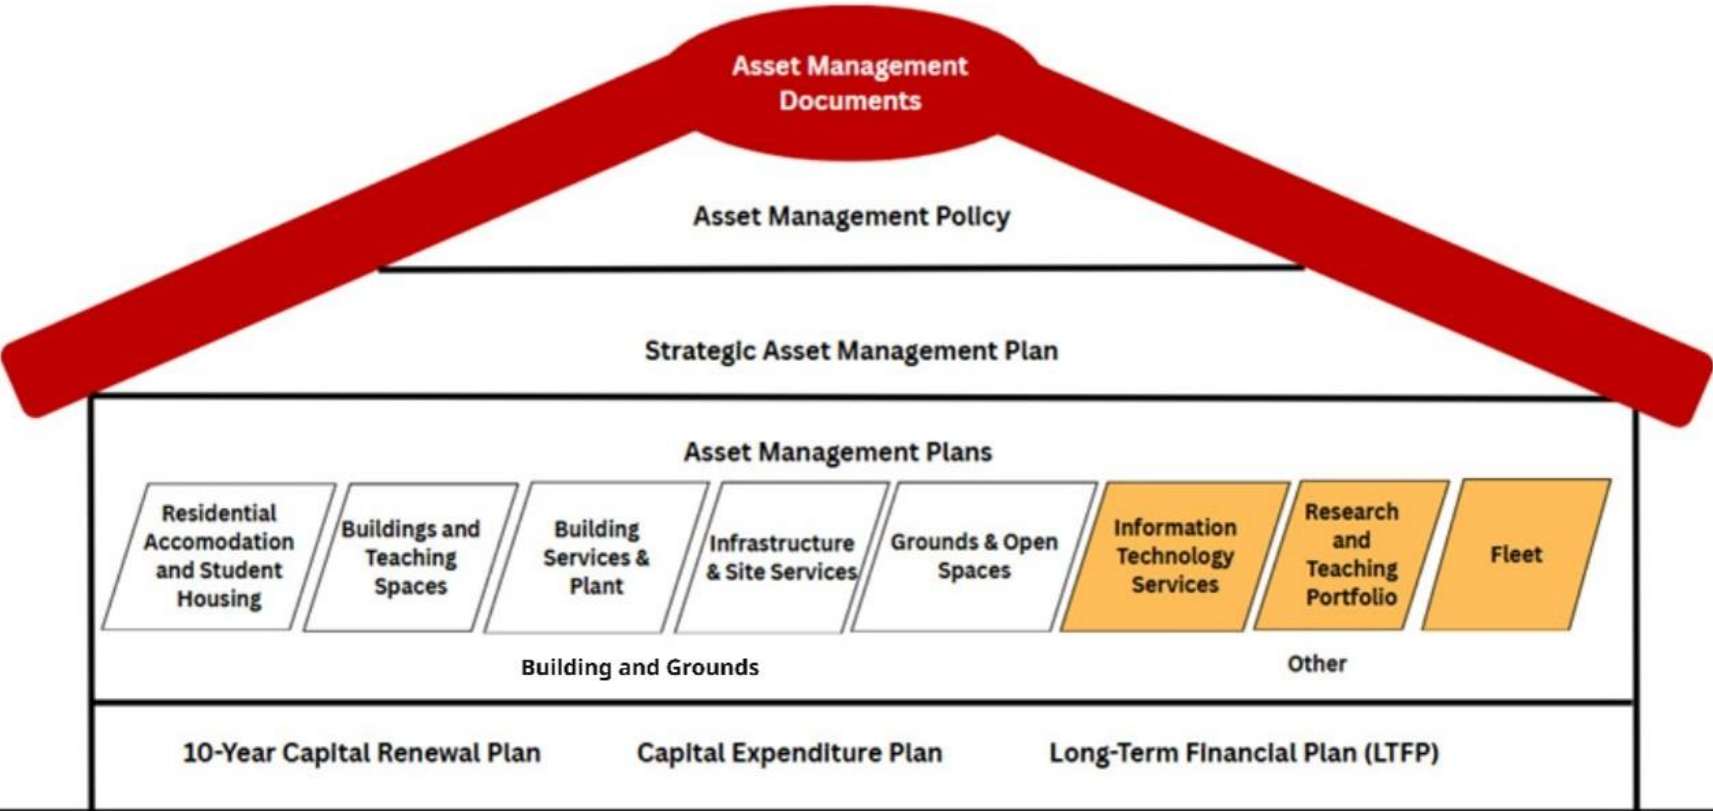 Asset Management
Documents
Asset Management Policy
Strategic Asset Management Plan
Asset Management Plans
Residential
Accomodation
and Student
Housing
Buildings and
Teaching
Spaces
Building
Services &
Plant
Infrastructure
& Site Services
Grounds & Open
Spaces
Information
Technology
Services
Research
and
Teaching
Portfolio
Fleet
Building and Grounds
Other
10-Year Capital Renewal Plan
Capital Expenditure Plan
Long-Term Financial Plan (LTFP)